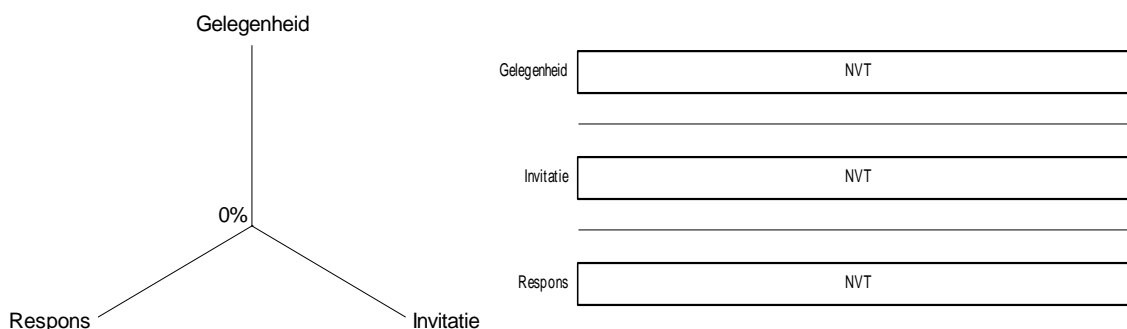 Gelegenheid
0%
Respons
Invitatie
Gelegenheid NVT
Invitatie NVT
Respons NVT